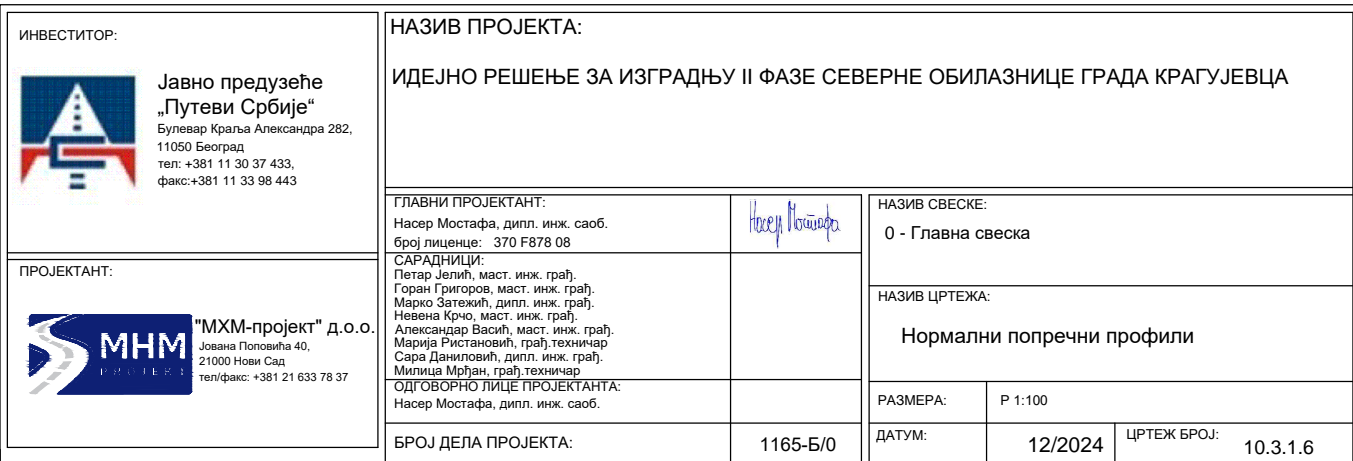 ИНВЕСТИТОР:
Јавно предузеће
„Путеви Србије“
Булевар Краља Александра 282,
11050 Београд
тел: +381 11 30 37 433,
факс:+381 11 33 98 443
ПРОЈЕКТАНТ:
MHM
PROJEKT
"МХМ-пројект" д.о.о.
Јована Поповића 40,
21000 Нови Сад
тел/факс: +381 21 633 78 37
НАЗИВ ПРОЈЕКТА:
ИДЕЈНО РЕШЕЊЕ ЗА ИЗГРАДЊУ II ФАЗЕ СЕВЕРНЕ ОБИЛАЗНИЦЕ ГРАДА КРАГУЈЕВЦА
ГЛАВНИ ПРОЈЕКТАНТ:
Насер Мостафа, дипл. инж. саоб.
број лиценце: 370 F878 08
Насер Мостафа
САРАДНИЦИ:
Петар Јелић, маст. инж. грађ.
Горан Григоров, маст. инж. грађ.
Марко Затежић, дипл. инж. грађ.
Невена Крчо, маст. инж. грађ.
Александар Васић, маст. инж. грађ.
Марија Ристановић, грађ.техничар
Сара Даниловић, дипл. инж. грађ.
Милица Мрђан, грађ.техничар
ОДГОВОРНО ЛИЦЕ ПРОЈЕКТАНТА:
Насер Мостафа, дипл. инж. саоб.
БРОЈ ДЕЛА ПРОЈЕКТА:
1165-Б/0
НАЗИВ СВЕСКЕ:
0 - Главна свеска
НАЗИВ ЦРТЕЖА:
Нормални попречни профили
РАЗМЕРА:
Р 1:100
ДАТУМ:
12/2024
ЦРТЕЖ БРОЈ:
10.3.1.6